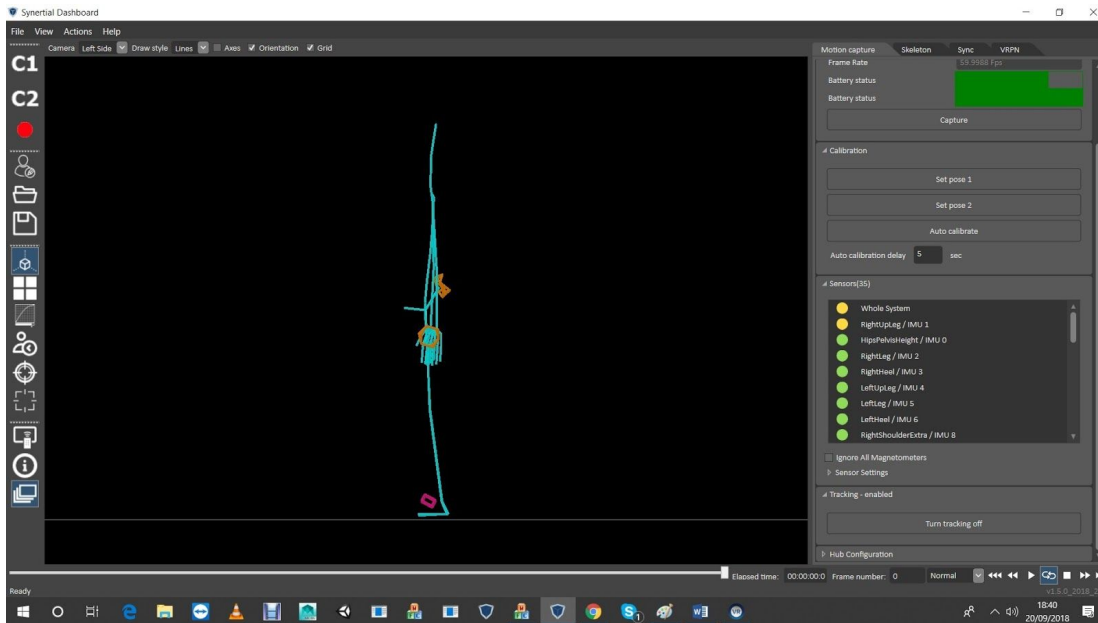 Synertial Dashboard
File View Actions Help
Camera Left Side Draw style Lines Axes Orientation Grid
C1
C2
Motion capture Skeleton Sync VRPN
Frame Rate 59.9988 Fps
Battery status
Battery status
Capture
Calibration
Set pose 1
Set pose 2
Auto calibrate
Auto calibration delay 5 sec
Sensors(35)
Whole System
RightUpLeg / IMU 1
HipsPelvisHeight / IMU 0
RightLeg / IMU 2
RightHeel / IMU 3
LeftUpLeg / IMU 4
LeftLeg / IMU 5
LeftHeel / IMU 6
RightShoulderExtra / IMU 8
Ignore All Magnetometers
Sensor Settings
Tracking - enabled
Turn tracking off
Hub Configuration
Elapsed time: 00:00:00:0 Frame number: 0 Normal
Ready
v1.6.0_2018_2
18:40
20/09/2018